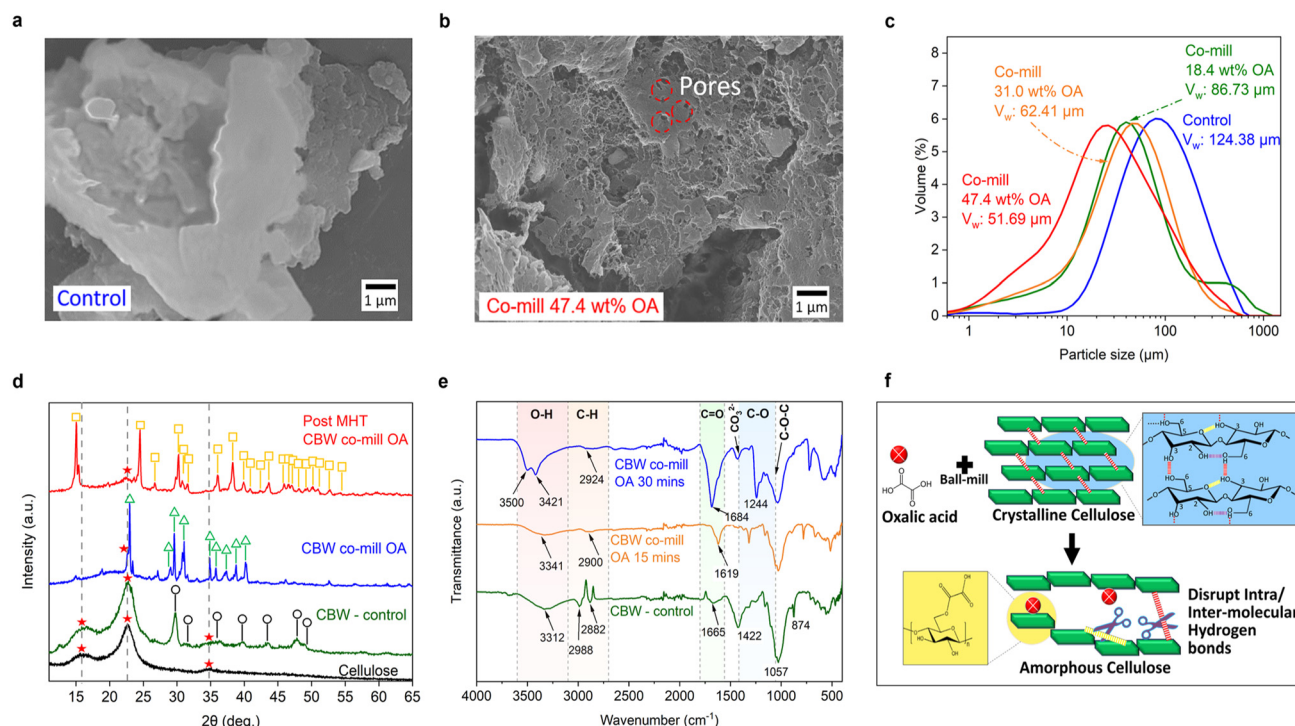 a
Control
1 µm
b
Pores
Co-mill 47.4 wt% OA
1 µm
c
Co-mill
18.4 wt% OA
Vw: 86.73 µm
Co-mill
31.0 wt% OA
Vw: 62.41 µm
Control
Vw: 124.38 µm
Co-mill
47.4 wt% OA
Vw: 51.69 µm
Volume (%)
8
7
6
5
4
3
2
1
0
1 10 100 1000
Particle size (µm)
d
Post MHT
CBW co-mill OA
CBW co-mill OA
CBW - control
Cellulose
Intensity (a.u.)
15 20 25 30 35 40 45 50 55 60 65
2θ (deg.)
e
O-H C-H C=O CO₃²⁻ C-O C-O-C
CBW co-mill
OA 30 mins
2924
3500 3421 1684 1244
CBW co-mill
OA 15 mins
3341 2900 1619
CBW - control
3312 2988 2882 1665 1422 1057 874
Transmittance (a.u.)
4000 3500 3000 2500 2000 1500 1000 500
Wavenumber (cm⁻¹)
f
Oxalic acid
Ball-mill
Crystalline Cellulose
Disrupt Intra/
Inter-molecular
Hydrogen
bonds
Amorphous Cellulose